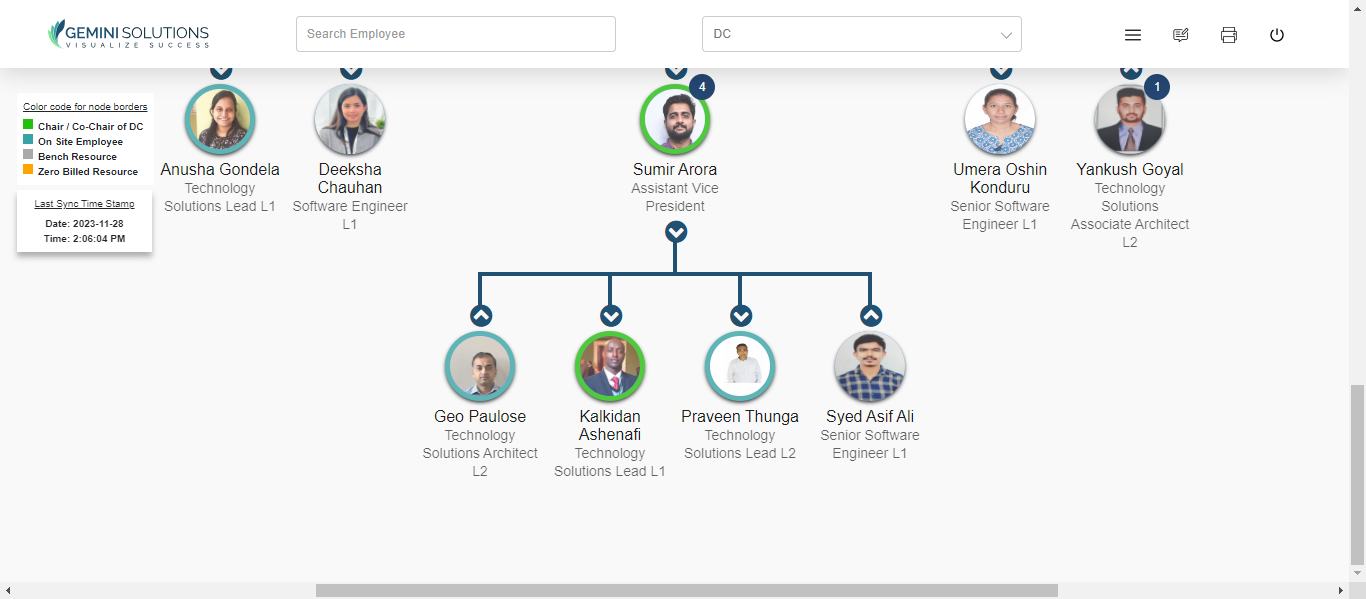 GEMINI SOLUTIONS
VISUALIZE SUCCESS
Search Employee
DC
Color code for node borders
Chair / Co-Chair of DC
On Site Employee
Bench Resource
Zero Billed Resource
Last Sync Time Stamp
Date: 2023-11-28
Time: 2:06:04 PM
Anusha Gondela
Technology
Solutions Lead L1
Deeksha
Chauhan
Software Engineer
L1
4
Sumir Arora
Assistant Vice
President
Umera Oshin
Konduru
Senior Software
Engineer L1
1
Yankush Goyal
Technology
Solutions
Associate Architect
L2
Geo Paulose
Technology
Solutions Architect
L2
Kalkidan
Ashenafi
Technology
Solutions Lead L1
Praveen Thunga
Technology
Solutions Lead L2
Syed Asif Ali
Senior Software
Engineer L1